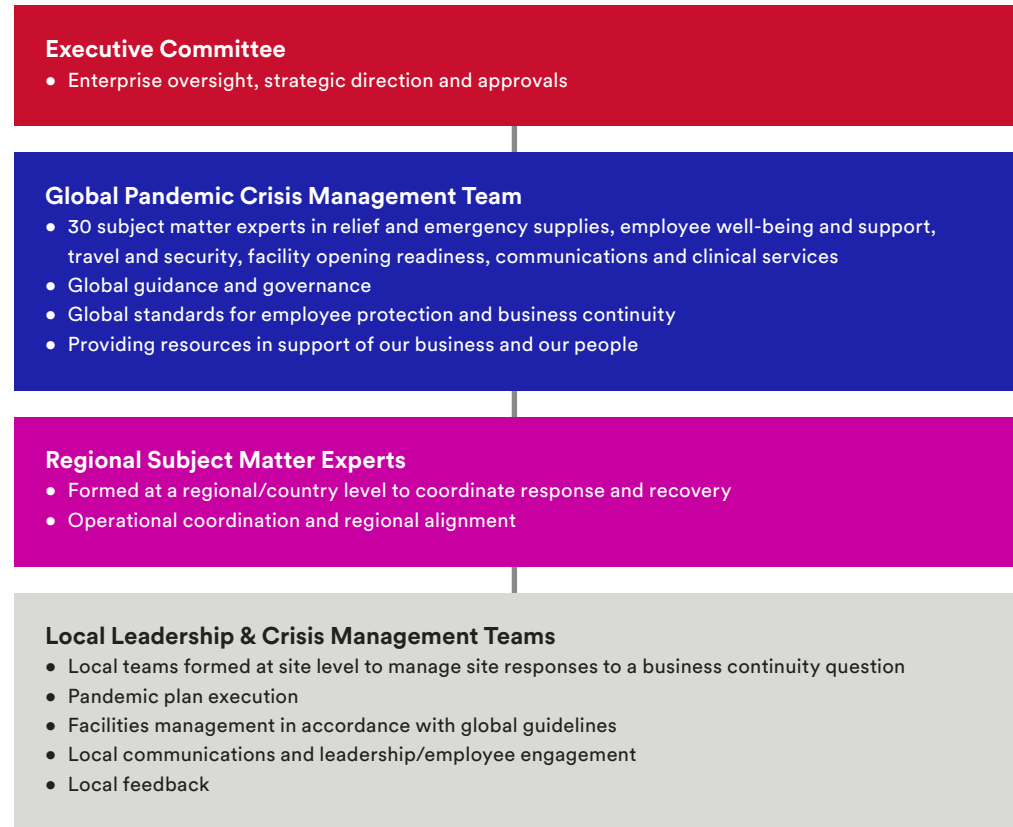 Executive Committee
• Enterprise oversight, strategic direction and approvals
Global Pandemic Crisis Management Team
• 30 subject matter experts in relief and emergency supplies, employee well-being and support,
travel and security, facility opening readiness, communications and clinical services
• Global guidance and governance
• Global standards for employee protection and business continuity
• Providing resources in support of our business and our people
Regional Subject Matter Experts
• Formed at a regional/country level to coordinate response and recovery
• Operational coordination and regional alignment
Local Leadership & Crisis Management Teams
• Local teams formed at site level to manage site responses to a business continuity question
• Pandemic plan execution
• Facilities management in accordance with global guidelines
• Local communications and leadership/employee engagement
• Local feedback